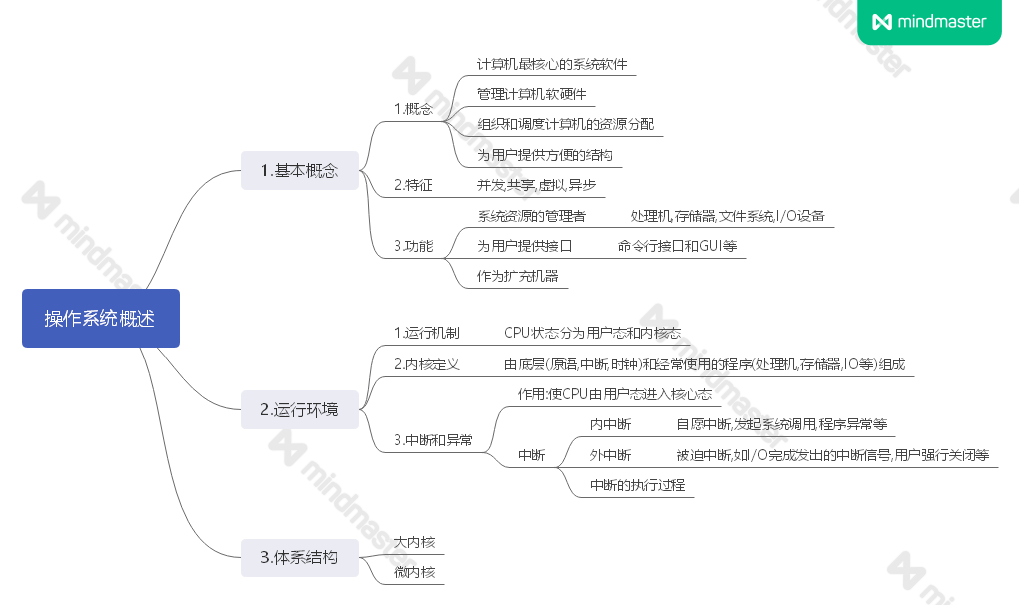 mindmaster
操作系统概述
1.基本概念
1.概念
计算机最核心的系统软件
管理计算机软硬件
组织和调度计算机的资源分配
为用户提供方便的结构
2.特征
并发,共享,虚拟,异步
3.功能
系统资源的管理者
处理机,存储器,文件系统,I/O设备
为用户提供接口
命令行接口和GUI等
作为扩充机器
2.运行环境
1.运行机制
CPU状态分为用户态和内核态
2.内核定义
由底层(原语,中断,时钟)和经常使用的程序(处理机,存储器,IO等)组成
3.中断和异常
作用:使CPU由用户态进入核心态
中断
内中断
自愿中断,发起系统调用,程序异常等
外中断
被迫中断,如I/O完成发出的中断信号,用户强行关闭等
中断的执行过程
3.体系结构
大内核
微内核
mindmaster
mindmaster
mindmaster
mindmaster
mindmaster